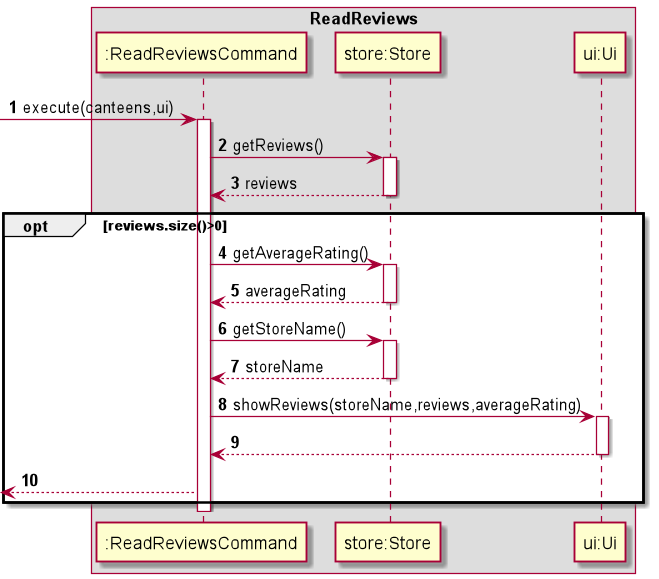 ReadReviews
:ReadReviewsCommand store:Store ui:Ui
1 execute(canteens,ui)
2 getReviews()
3 reviews
opt [reviews.size()>0]
4 getAverageRating()
5 averageRating
6 getStoreName()
7 storeName
8 showReviews(storeName,reviews,averageRating)
9
10
:ReadReviewsCommand store:Store ui:Ui